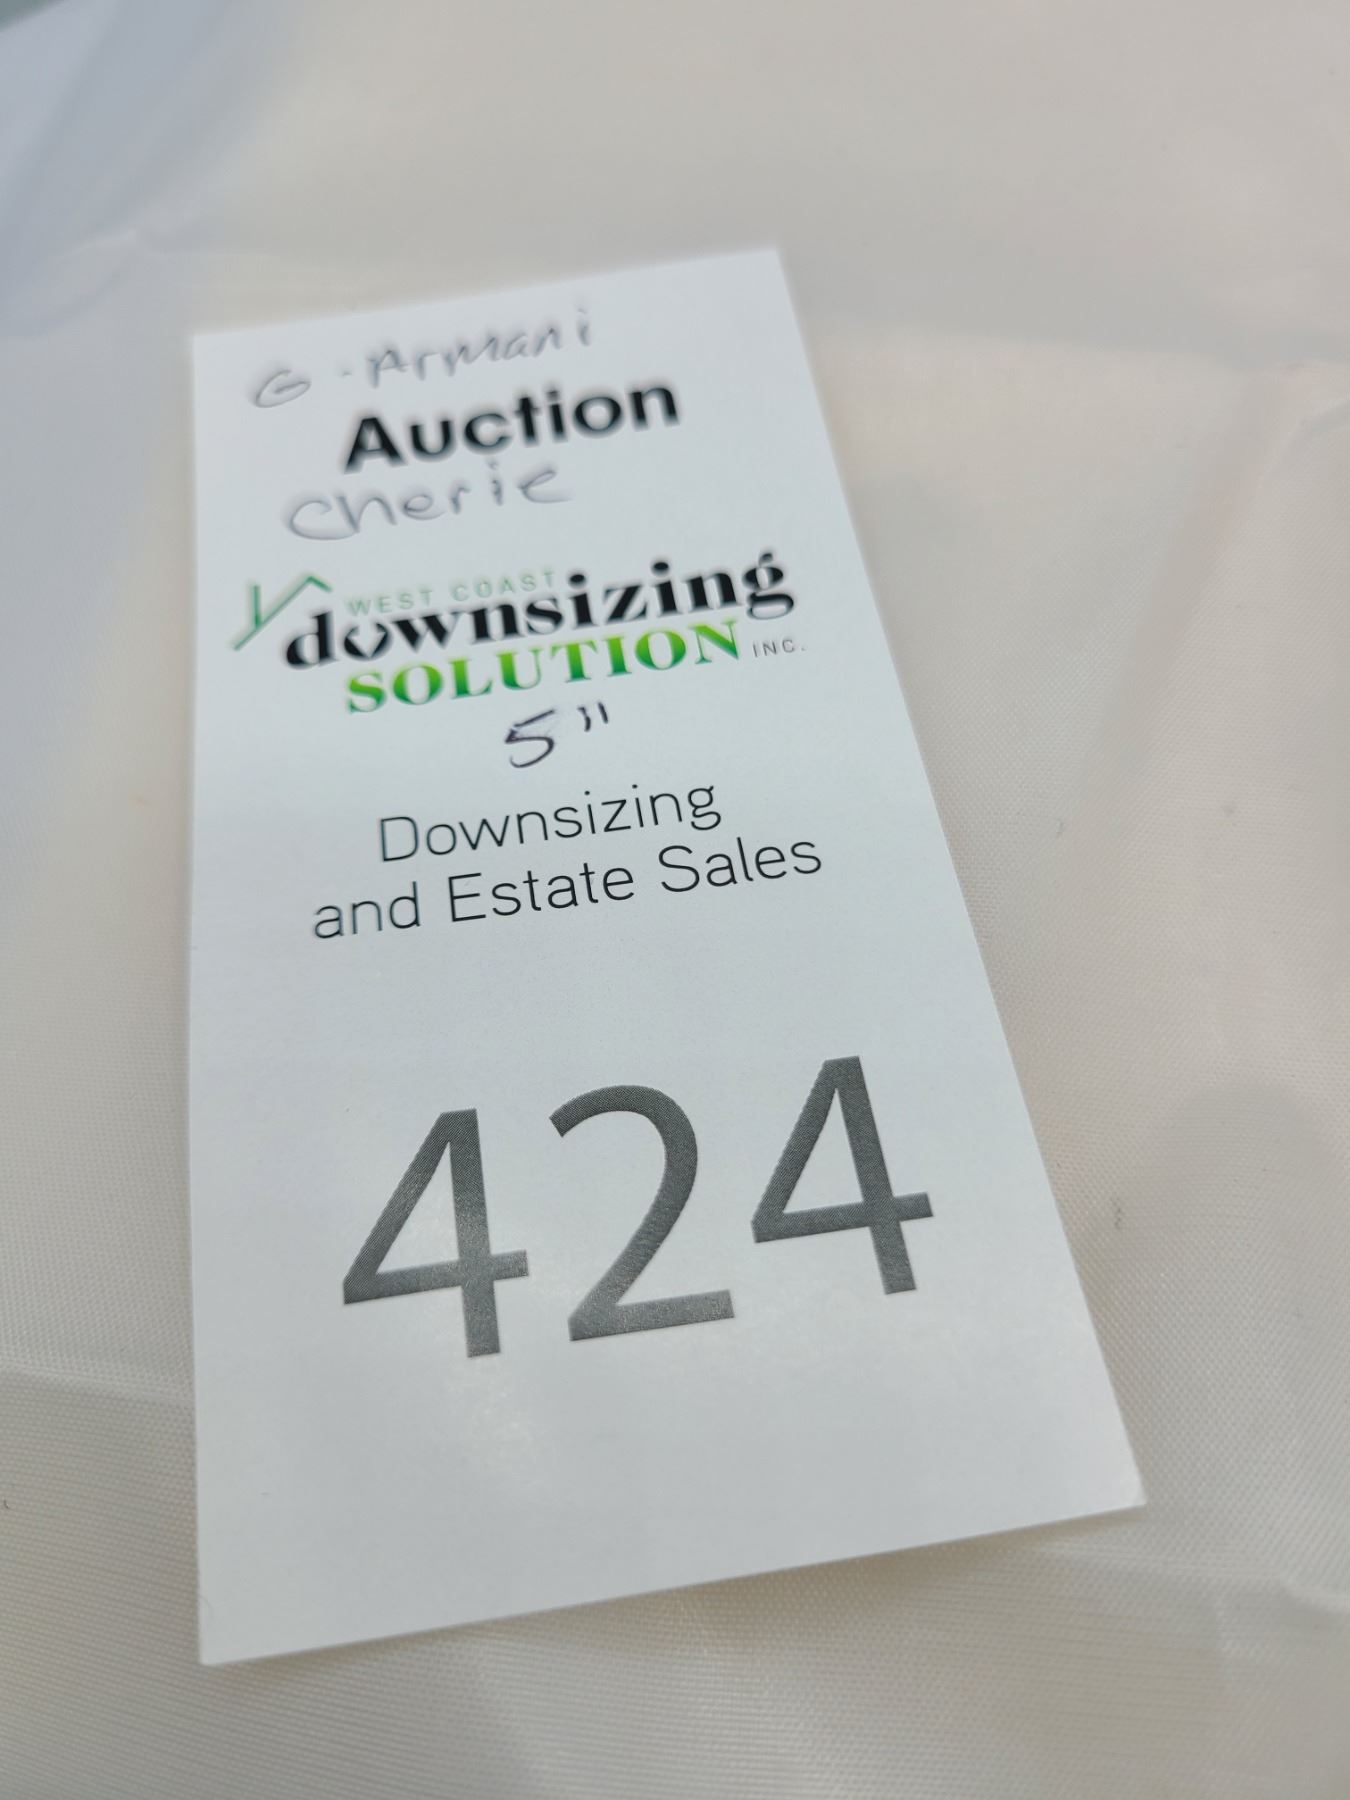 G. Armani
Auction
Cherie
WEST COAST
downsizing
SOLUTION INC.
5"
Downsizing
and Estate Sales
424